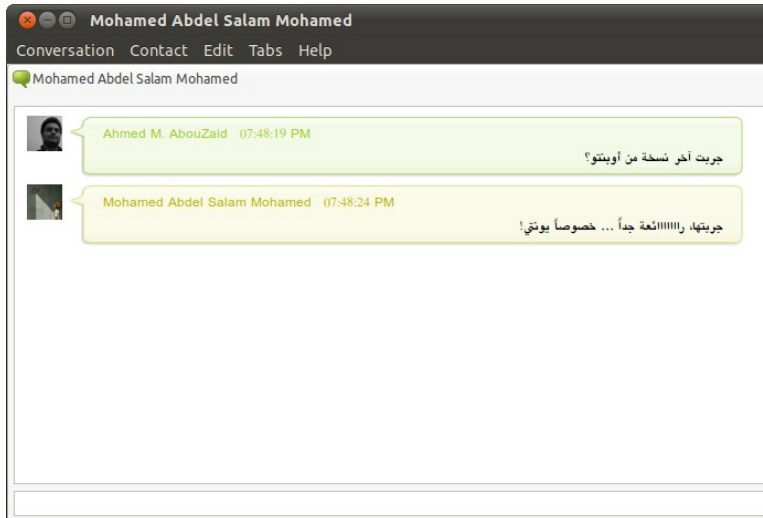 Mohamed Abdel Salam Mohamed
Conversation Contact Edit Tabs Help
Mohamed Abdel Salam Mohamed
Ahmed M. AbouZaid 07:48:19 PM
جربت آخر نسخة من أوبنتو؟
Mohamed Abdel Salam Mohamed 07:48:24 PM
جربتها، رااااااائعة جداً ... خصوصاً يونتي!